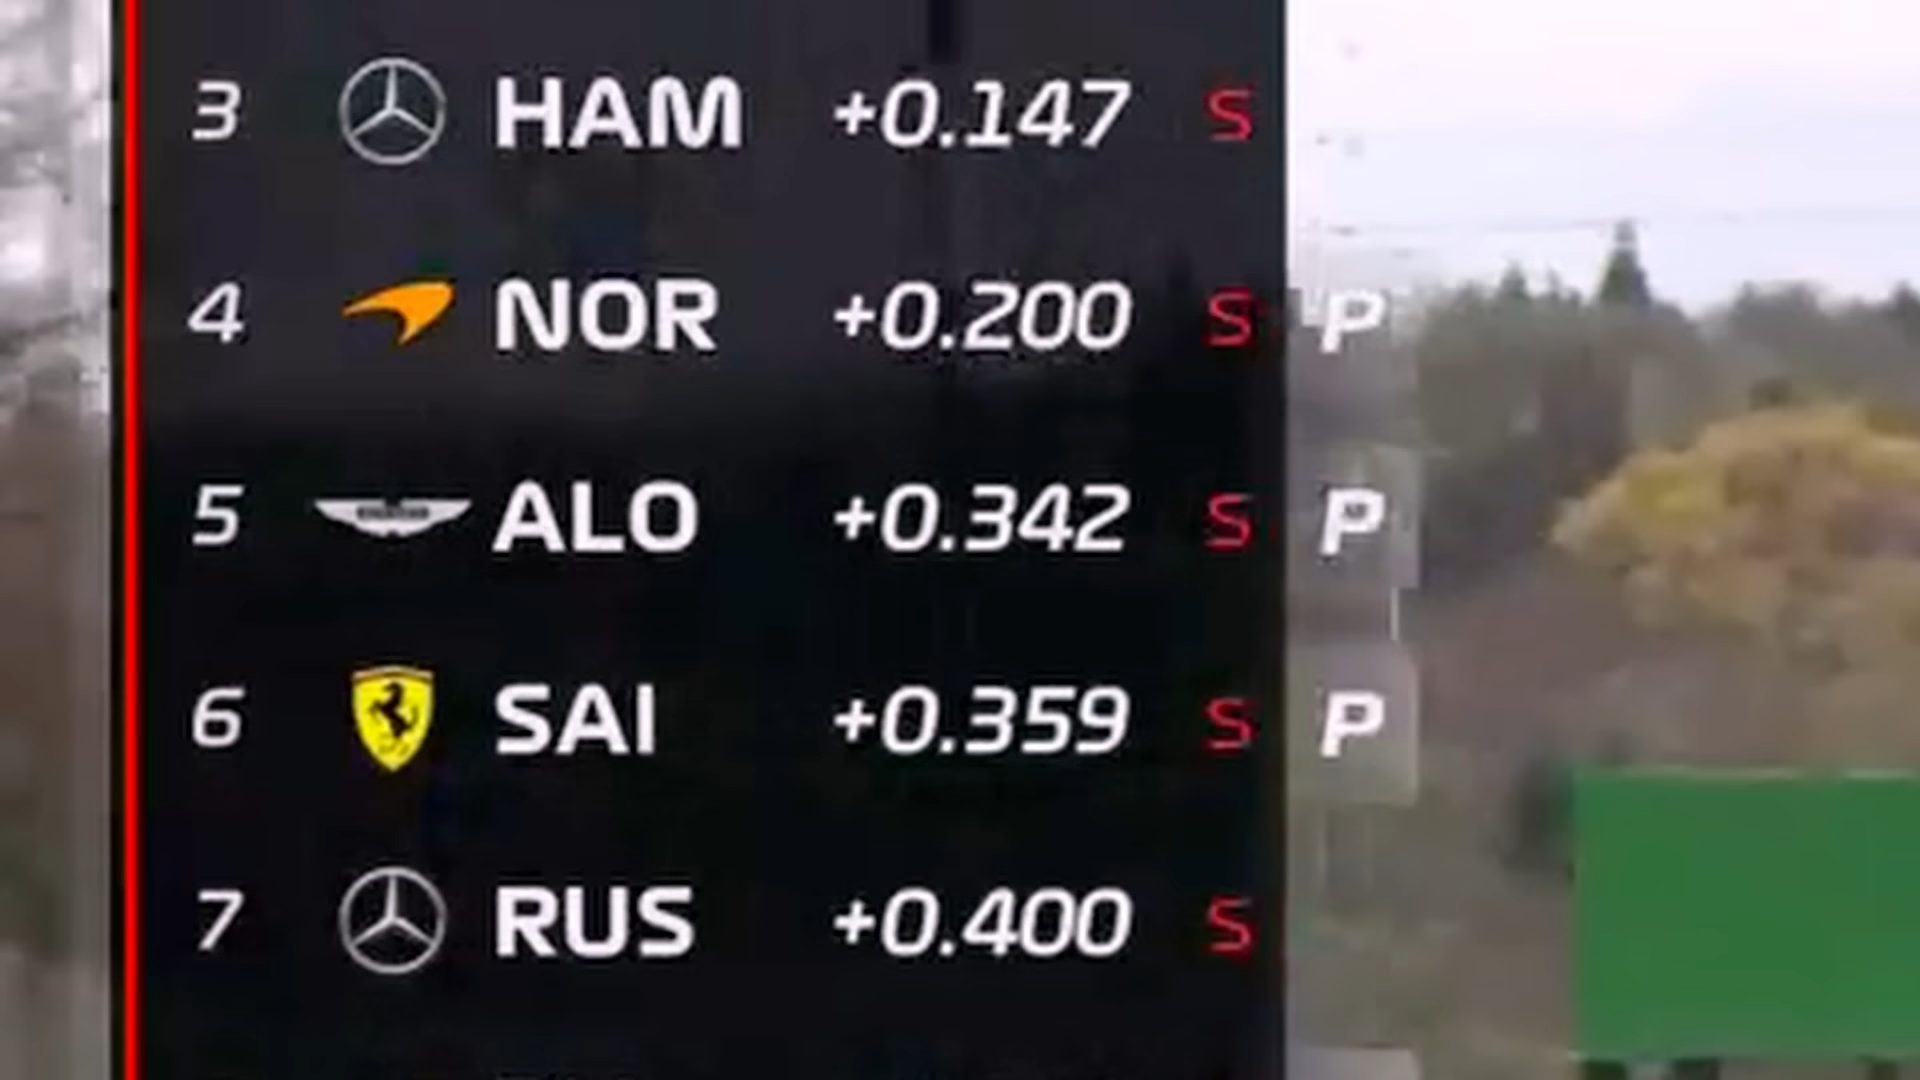 3 HAM +0.147 S
4 NOR +0.200 S P
5 ALO +0.342 S P
6 SAI +0.359 S P
7 RUS +0.400 S